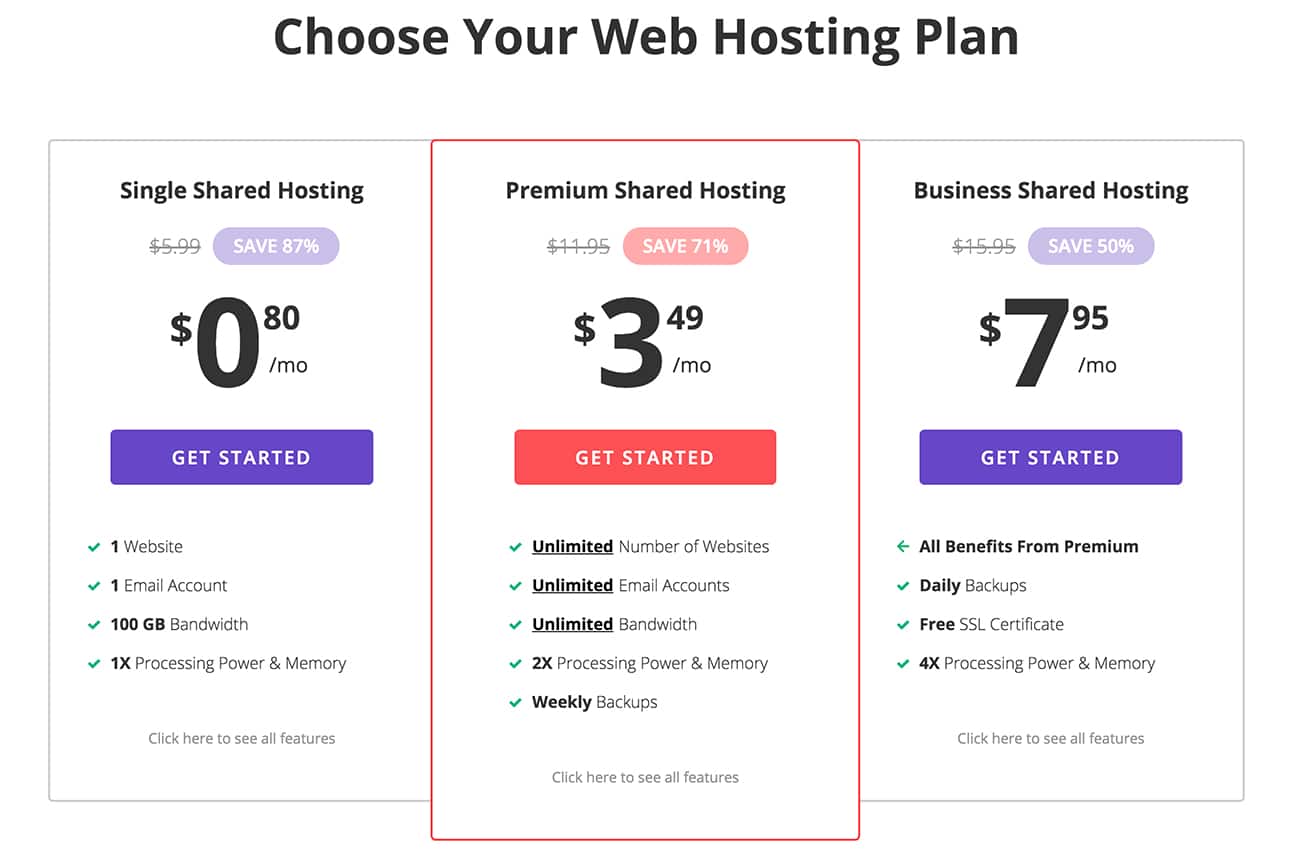 Choose Your Web Hosting Plan
Single Shared Hosting
$5.99 SAVE 87%
$0.80 /mo
GET STARTED
1 Website
1 Email Account
100 GB Bandwidth
1X Processing Power & Memory
Click here to see all features
Premium Shared Hosting
$11.95 SAVE 71%
$3.49 /mo
GET STARTED
Unlimited Number of Websites
Unlimited Email Accounts
Unlimited Bandwidth
2X Processing Power & Memory
Weekly Backups
Click here to see all features
Business Shared Hosting
$15.95 SAVE 50%
$7.95 /mo
GET STARTED
All Benefits From Premium
Daily Backups
Free SSL Certificate
4X Processing Power & Memory
Click here to see all features